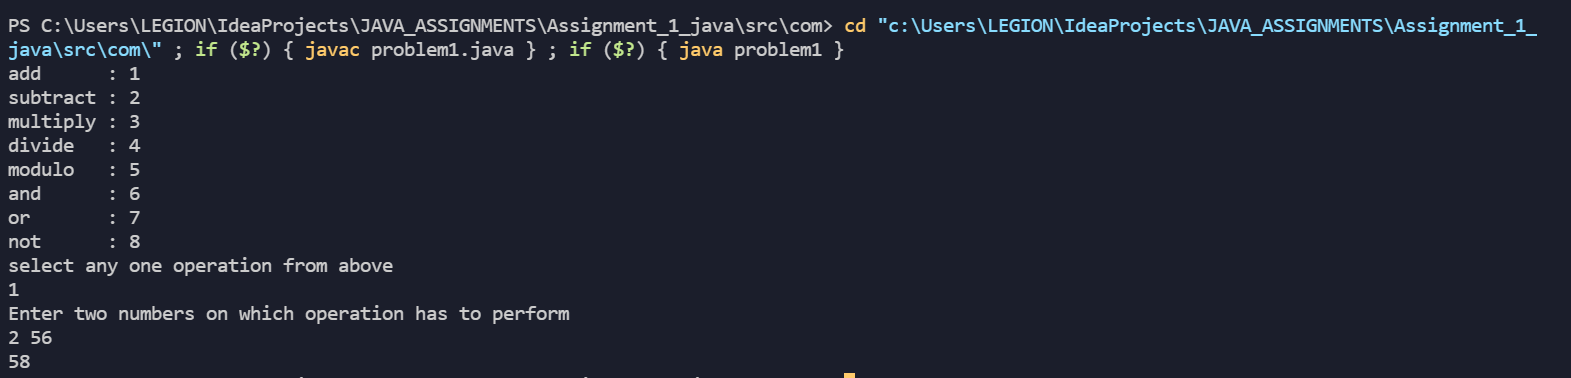 PS C:\Users\LEGION\IdeaProjects\JAVA_ASSIGNMENTS\Assignment_1_java\src\com> cd "c:\Users\LEGION\IdeaProjects\JAVA_ASSIGNMENTS\Assignment_1_
java\src\com\" ; if ($?) { javac problem1.java } ; if ($?) { java problem1 }
add      : 1
subtract : 2
multiply : 3
divide   : 4
modulo   : 5
and      : 6
or       : 7
not      : 8
select any one operation from above
1
Enter two numbers on which operation has to perform
2 56
58